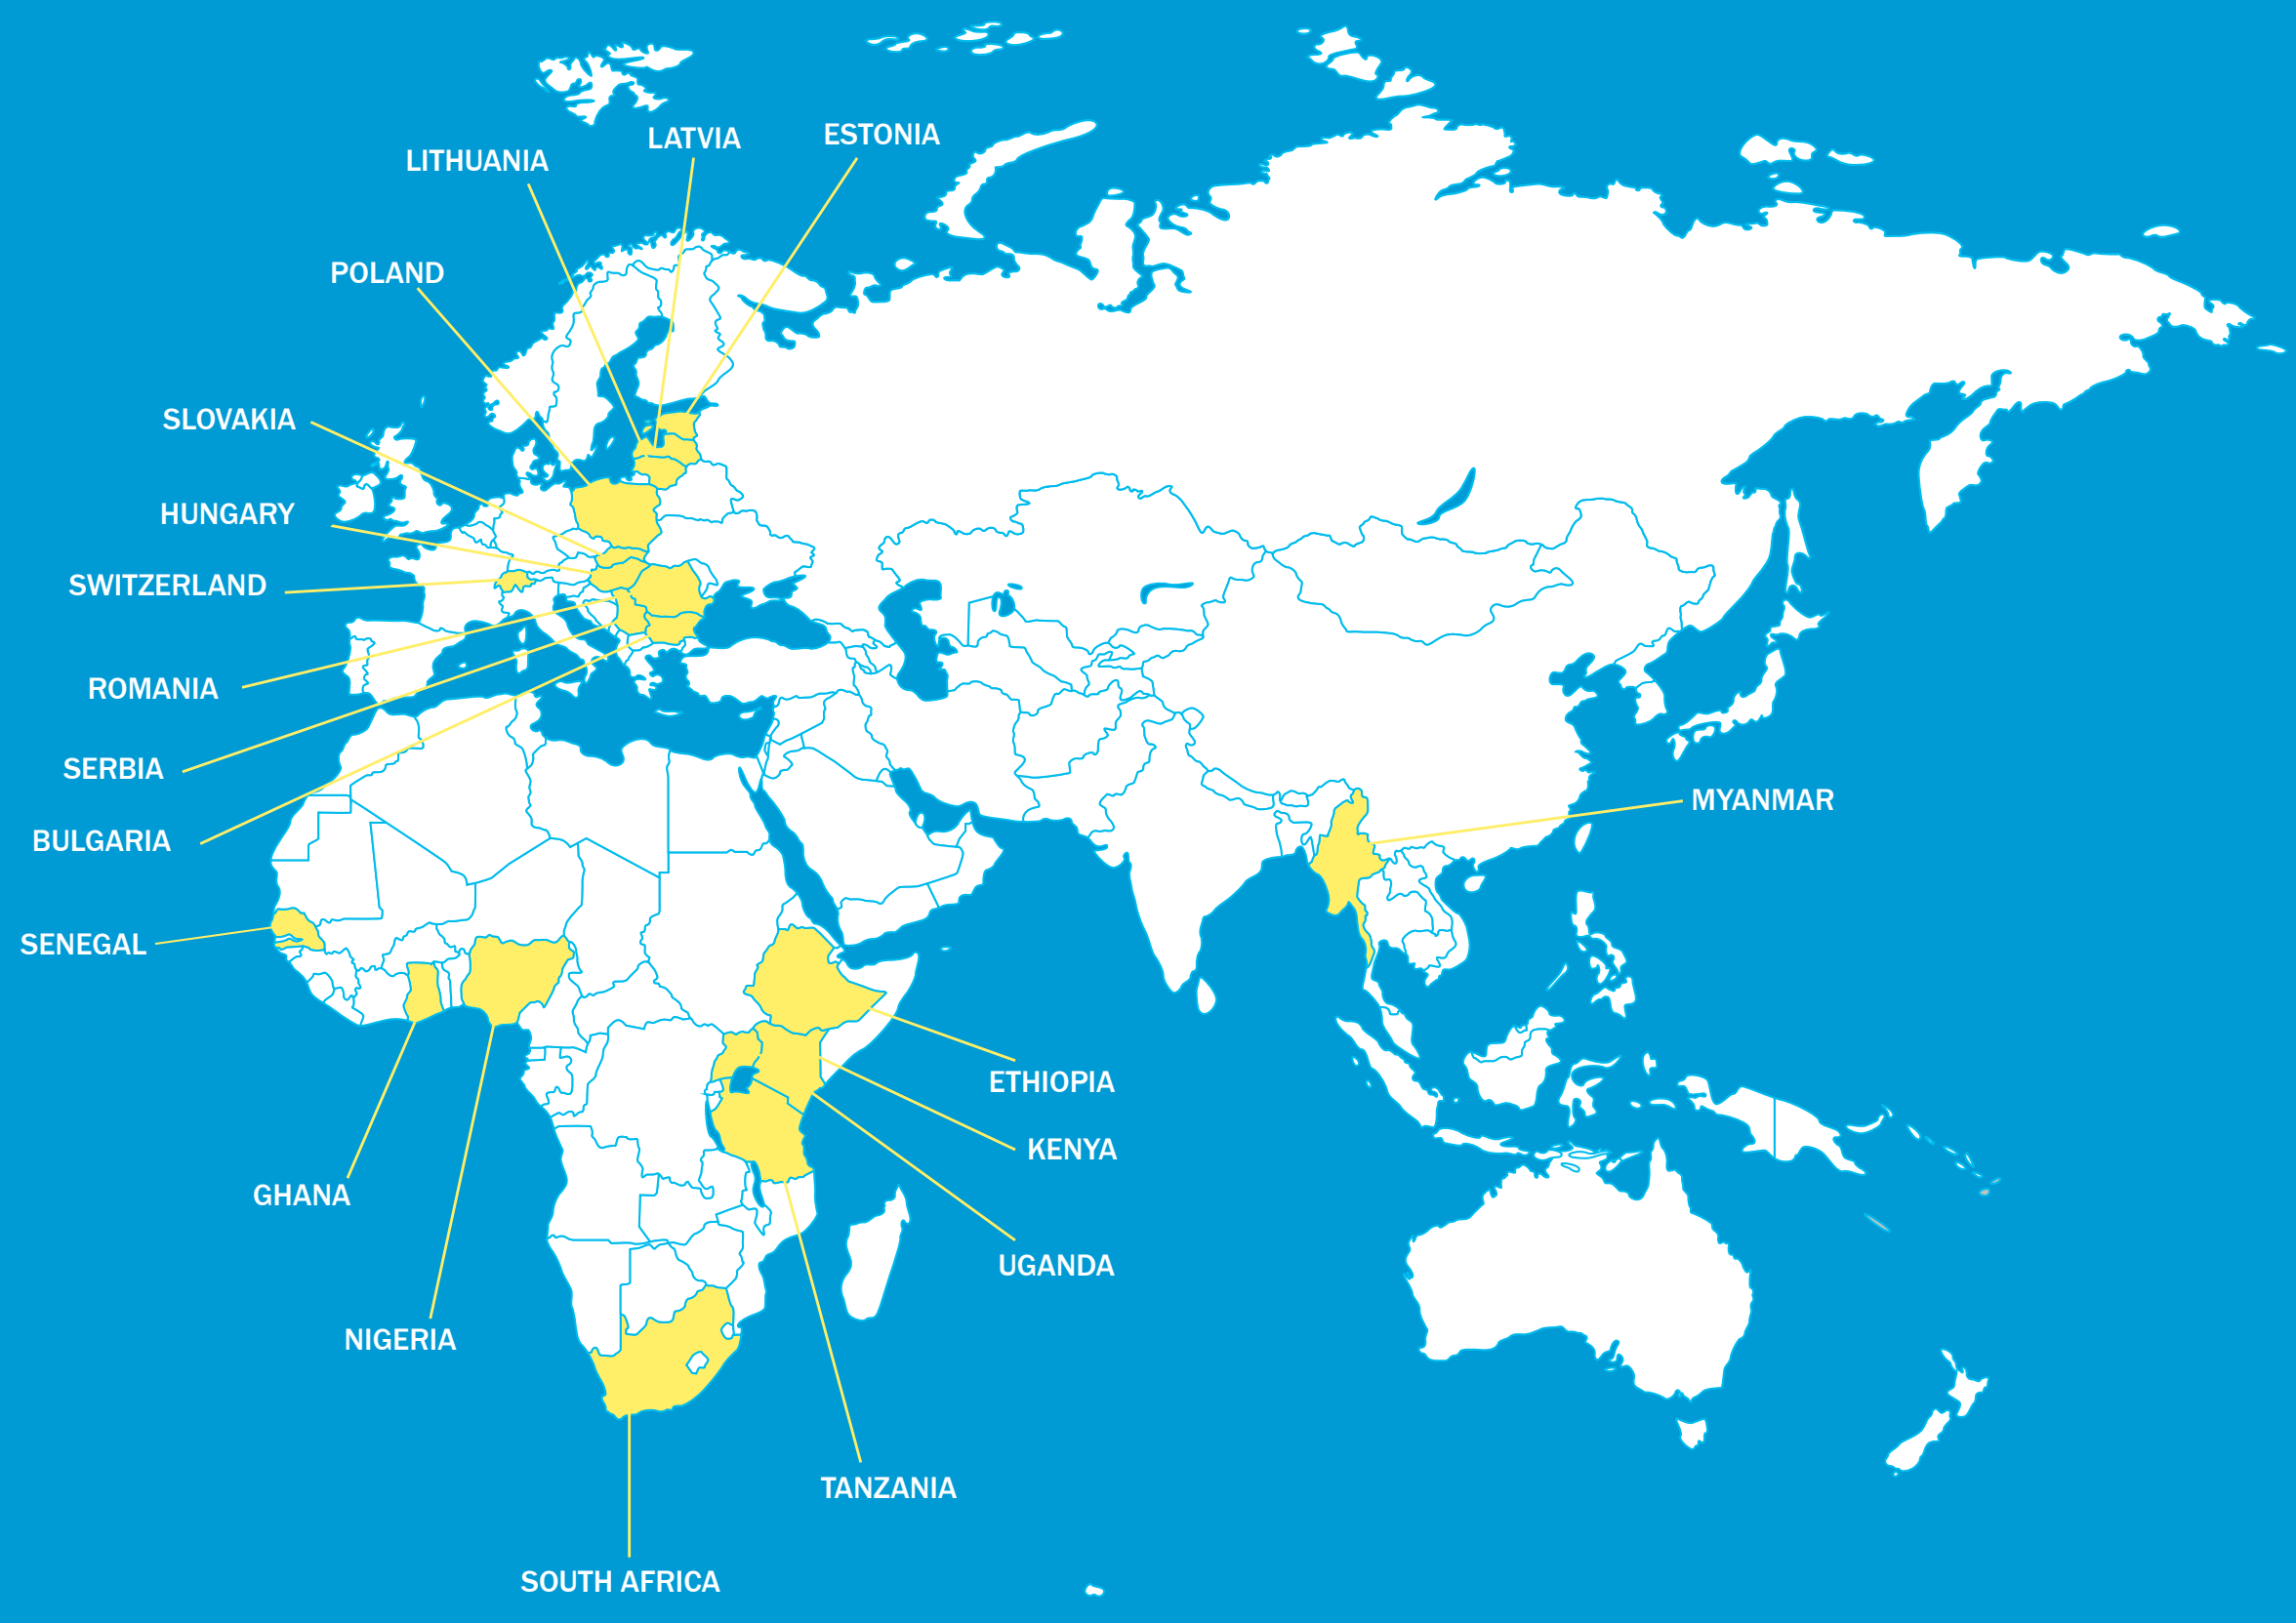 ESTONIA
LATVIA
LITHUANIA
POLAND
SLOVAKIA
HUNGARY
SWITZERLAND
ROMANIA
SERBIA
MYANMAR
BULGARIA
SENEGAL
ETHIOPIA
KENYA
GHANA
UGANDA
NIGERIA
TANZANIA
SOUTH AFRICA